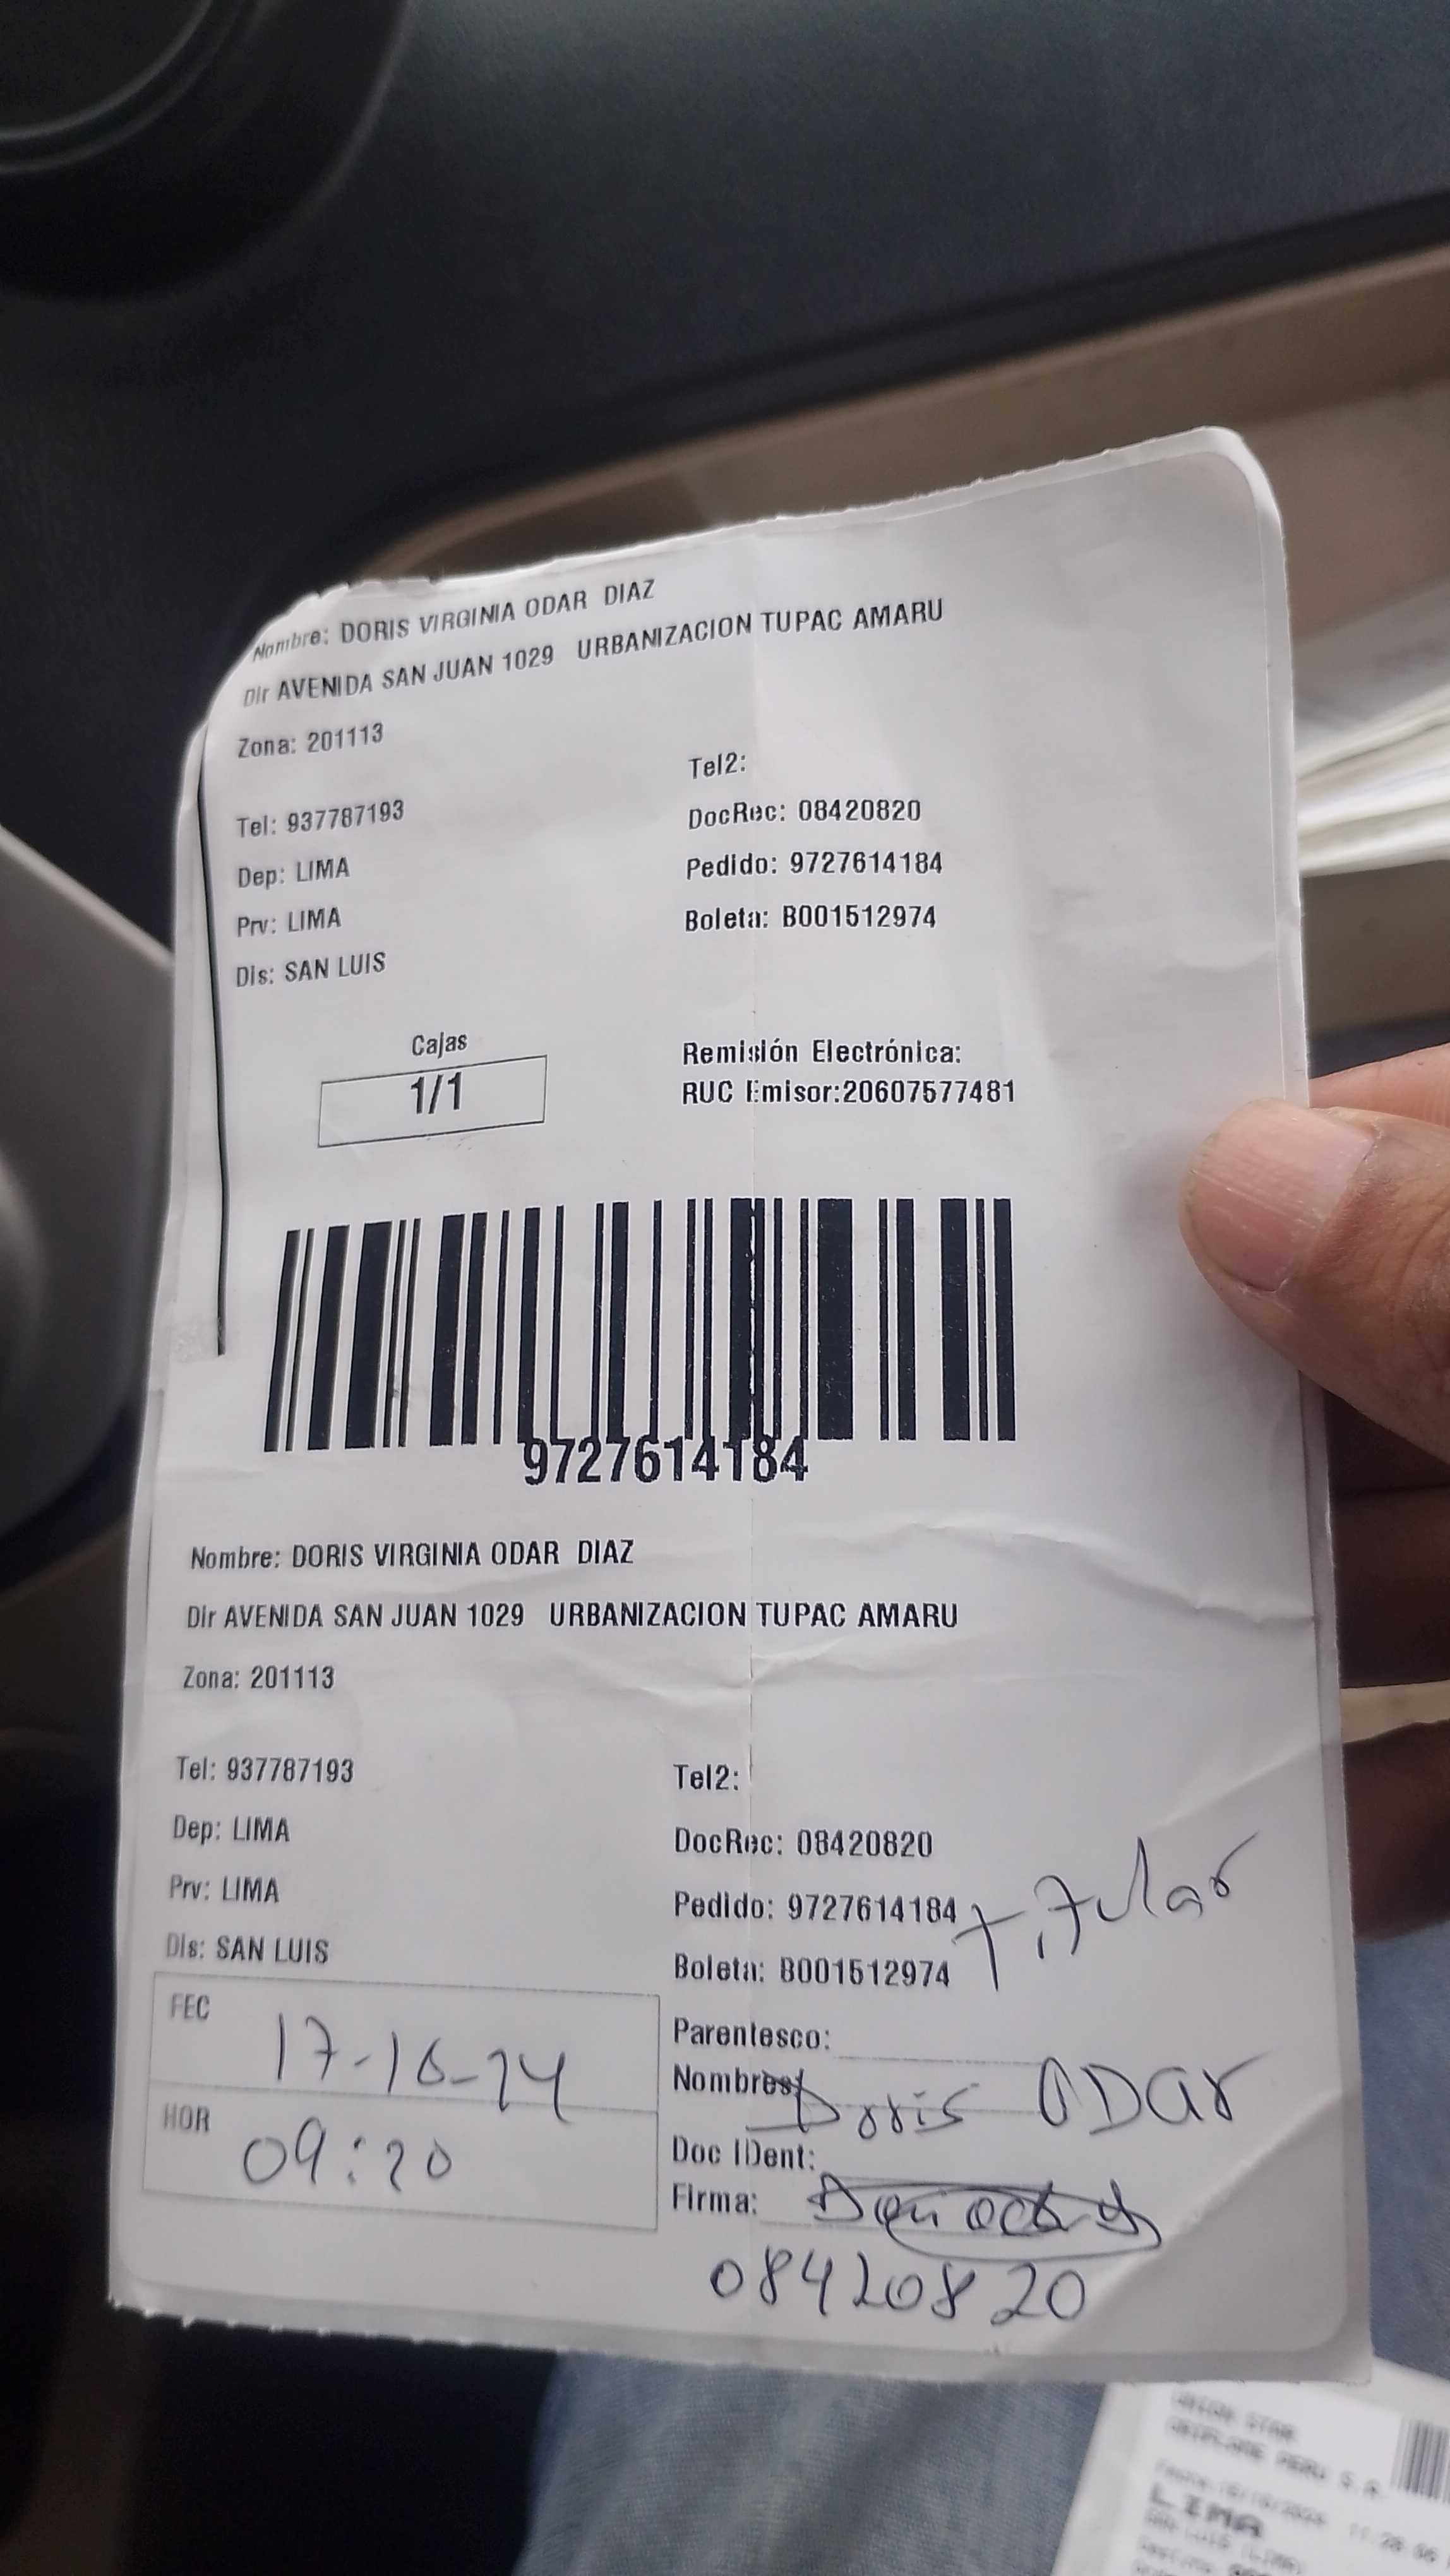 Nombre: DORIS VIRGINIA ODAR DIAZ
Dir AVENIDA SAN JUAN 1029 URBANIZACION TUPAC AMARU
Zona: 201113
Tel2:
Tel: 937787193
DocRec: 08420820
Dep: LIMA
Pedido: 9727614184
Prv: LIMA
Boleta: B001512974
Dis: SAN LUIS
Cajas
1/1
Remisión Electrónica:
RUC Emisor:20607577481
9727614184
Nombre: DORIS VIRGINIA ODAR DIAZ
Dir AVENIDA SAN JUAN 1029 URBANIZACION TUPAC AMARU
Zona: 201113
Tel: 937787193
Tel2:
Dep: LIMA
DocRec: 08420820
Prv: LIMA
Pedido: 9727614184
Titular
Dis: SAN LUIS
Boleta: B001512974
FEC
17-10-24
Parentesco:
Nombres: Doris ODar
HOR
09:20
Doc IDent:
Firma:
08420820
LIMA